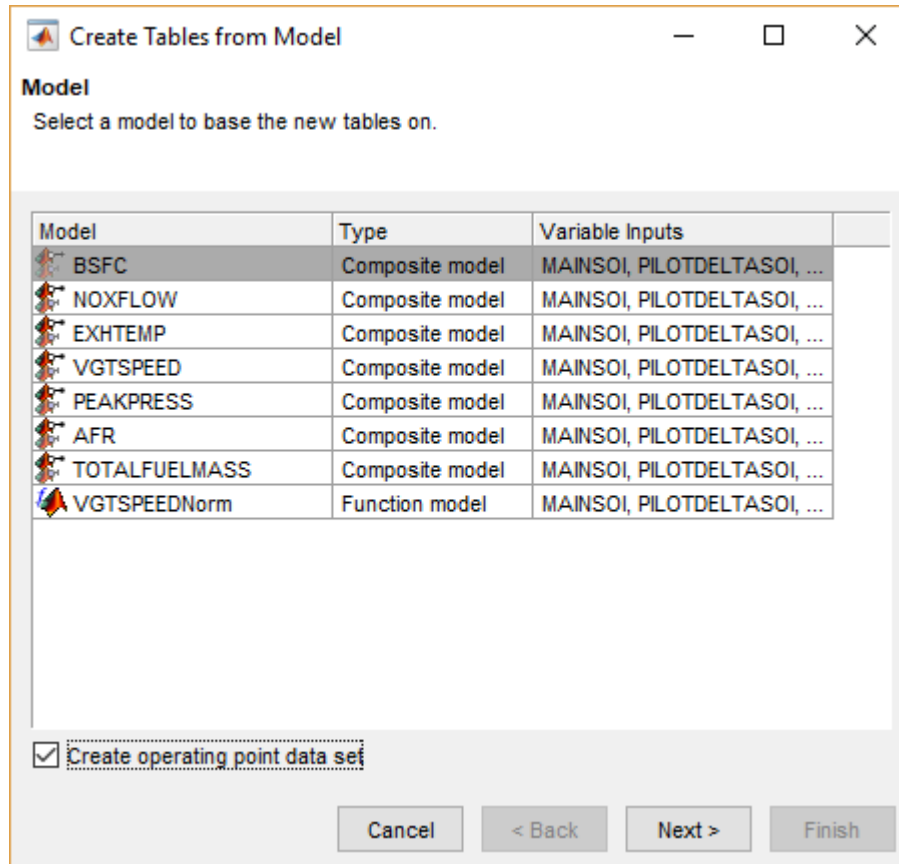 Create Tables from Model
Model
Select a model to base the new tables on.
Model Type Variable Inputs
BSFC Composite model MAINSOI, PILOTDELTASOI, ...
NOXFLOW Composite model MAINSOI, PILOTDELTASOI, ...
EXHTEMP Composite model MAINSOI, PILOTDELTASOI, ...
VGTSPEED Composite model MAINSOI, PILOTDELTASOI, ...
PEAKPRESS Composite model MAINSOI, PILOTDELTASOI, ...
AFR Composite model MAINSOI, PILOTDELTASOI, ...
TOTALFUELMASS Composite model MAINSOI, PILOTDELTASOI, ...
VGTSPEEDNorm Function model MAINSOI, PILOTDELTASOI, ...
Create operating point data set
Cancel < Back Next > Finish